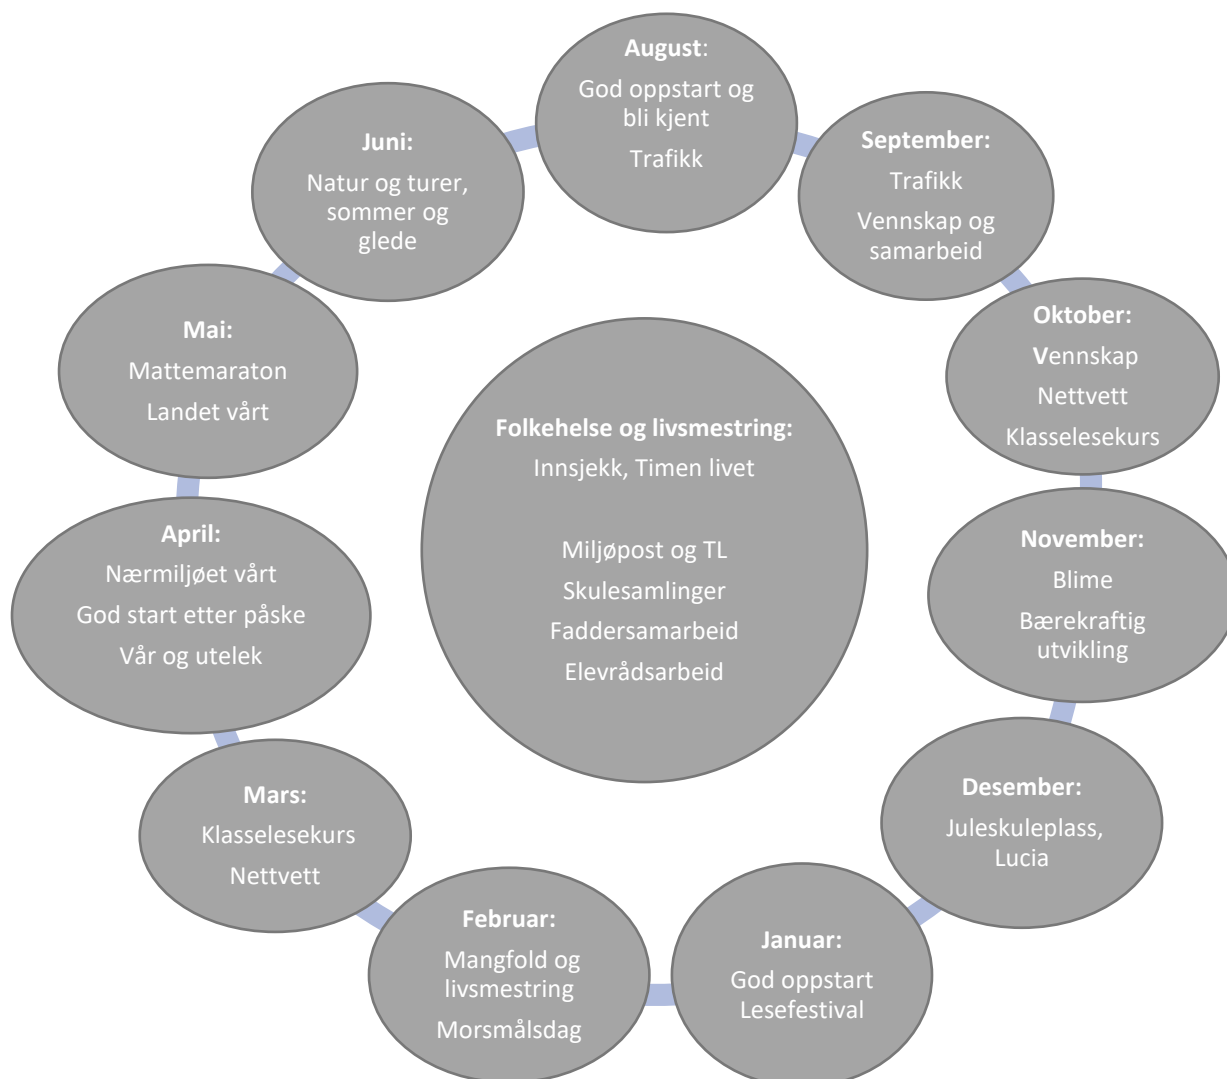 August:
God oppstart og
bli kjent
Trafikk
September:
Trafikk
Vennskap og
samarbeid
Oktober:
Vennskap
Nettvett
Klasselesekurs
November:
Blime
Bærekraftig
utvikling
Desember:
Juleskuleplass,
Lucia
Januar:
God oppstart
Lesefestival
Februar:
Mangfold og
livsmestring
Morsmålsdag
Mars:
Klasselesekurs
Nettvett
April:
Nærmiljøet vårt
God start etter påske
Vår og utelek
Mai:
Mattemaraton
Landet vårt
Juni:
Natur og turer,
sommer og
glede
Folkehelse og livsmestring:
Innsjekk, Timen livet
Miljøpost og TL
Skulesamlinger
Faddersamarbeid
Elevrådsarbeid